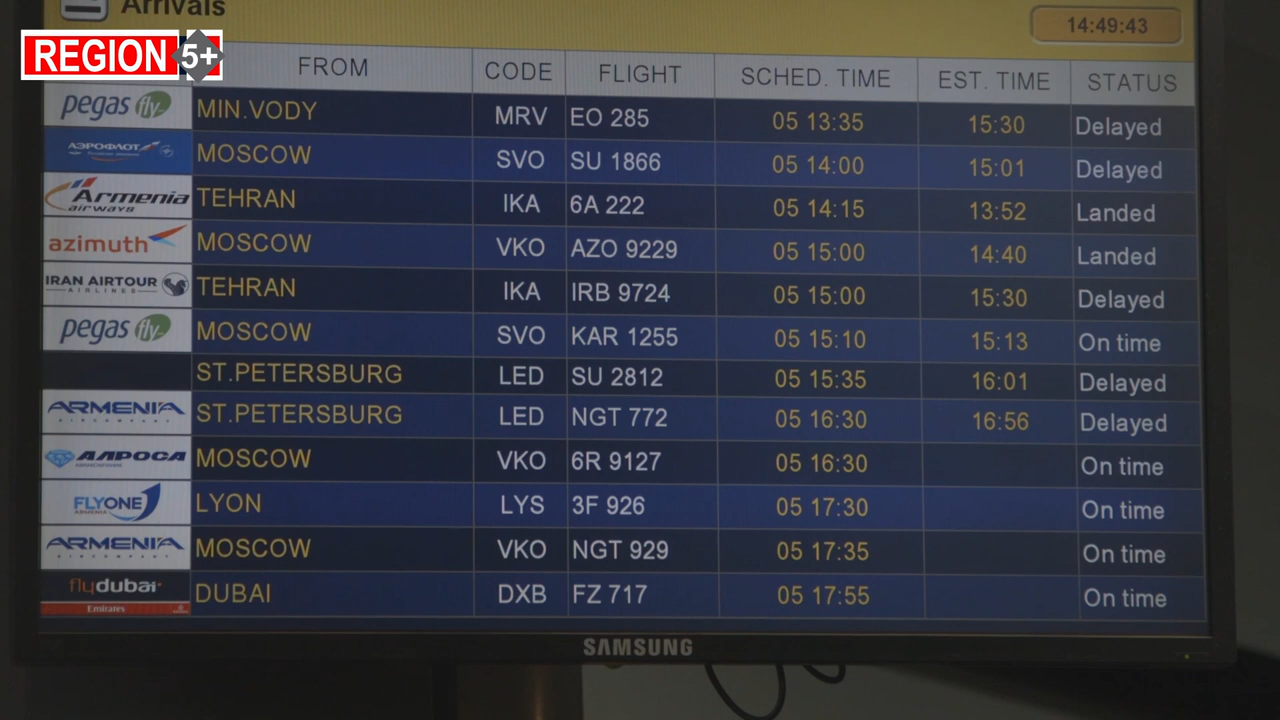 Arrivals
14:49:43
REGION 5+
FROM CODE FLIGHT SCHED. TIME EST. TIME STATUS
pegas fly MIN.VODY MRV EO 285 05 13:35 15:30 Delayed
АЭРОФЛОТ MOSCOW SVO SU 1866 05 14:00 15:01 Delayed
Armenia airways TEHRAN IKA 6A 222 05 14:15 13:52 Landed
azimuth MOSCOW VKO AZO 9229 05 15:00 14:40 Landed
IRAN AIRTOUR AIRLINES TEHRAN IKA IRB 9724 05 15:00 15:30 Delayed
pegas fly MOSCOW SVO KAR 1255 05 15:10 15:13 On time
ST.PETERSBURG LED SU 2812 05 15:35 16:01 Delayed
ARMENIA AIRCOMPANY ST.PETERSBURG LED NGT 772 05 16:30 16:56 Delayed
АЛРОСА MOSCOW VKO 6R 9127 05 16:30 On time
FLYONE ARMENIA LYON LYS 3F 926 05 17:30 On time
ARMENIA AIRCOMPANY MOSCOW VKO NGT 929 05 17:35 On time
flydubai Emirates DUBAI DXB FZ 717 05 17:55 On time
SAMSUNG